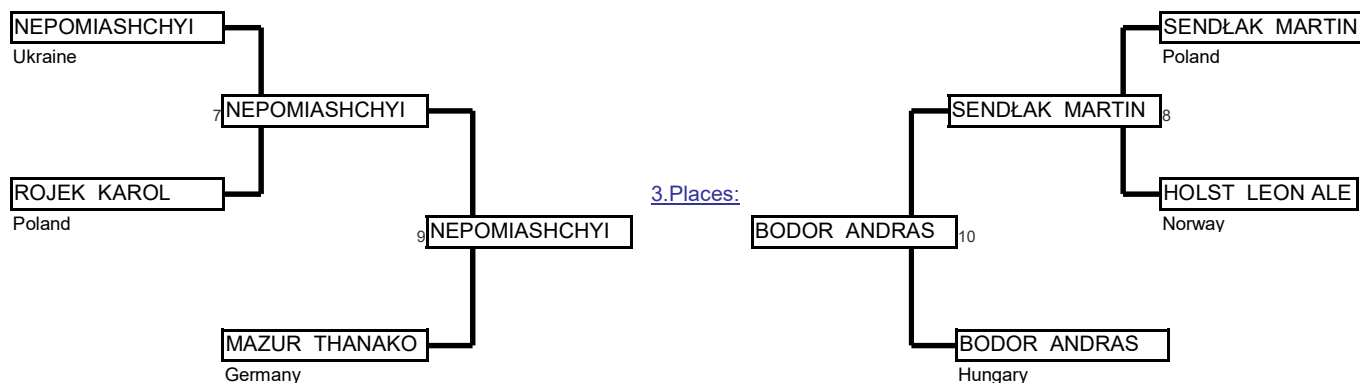 NEPOMIASHCHYI
Ukraine
7 NEPOMIASHCHYI
ROJEK KAROL
Poland
9 NEPOMIASHCHYI
MAZUR THANAKO
Germany
3.Places:
SENDŁAK MARTIN
Poland
SENDŁAK MARTIN 8
HOLST LEON ALE
Norway
BODOR ANDRAS 10
BODOR ANDRAS
Hungary